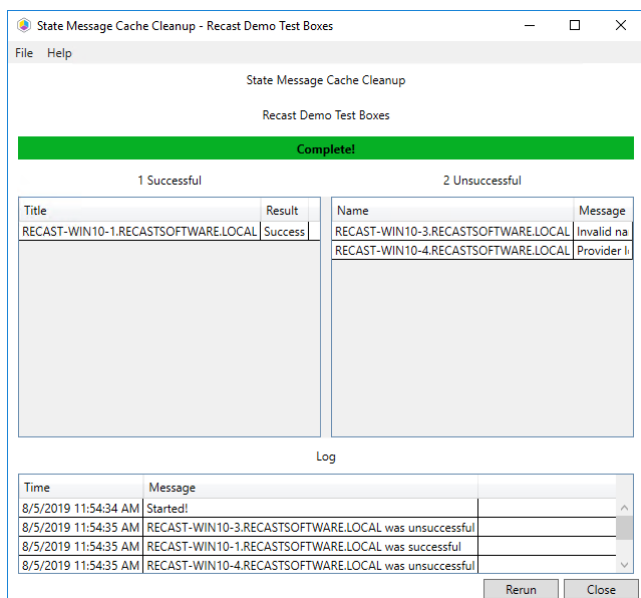 State Message Cache Cleanup - Recast Demo Test Boxes
File Help
State Message Cache Cleanup
Recast Demo Test Boxes
Complete!
1 Successful 2 Unsuccessful
Title Result Name Message
RECAST-WIN10-1.RECASTSOFTWARE.LOCAL Success RECAST-WIN10-3.RECASTSOFTWARE.LOCAL Invalid na
RECAST-WIN10-4.RECASTSOFTWARE.LOCAL Provider l
Log
Time Message
8/5/2019 11:54:34 AM Started!
8/5/2019 11:54:35 AM RECAST-WIN10-3.RECASTSOFTWARE.LOCAL was unsuccessful
8/5/2019 11:54:35 AM RECAST-WIN10-1.RECASTSOFTWARE.LOCAL was successful
8/5/2019 11:54:35 AM RECAST-WIN10-4.RECASTSOFTWARE.LOCAL was unsuccessful
Rerun Close